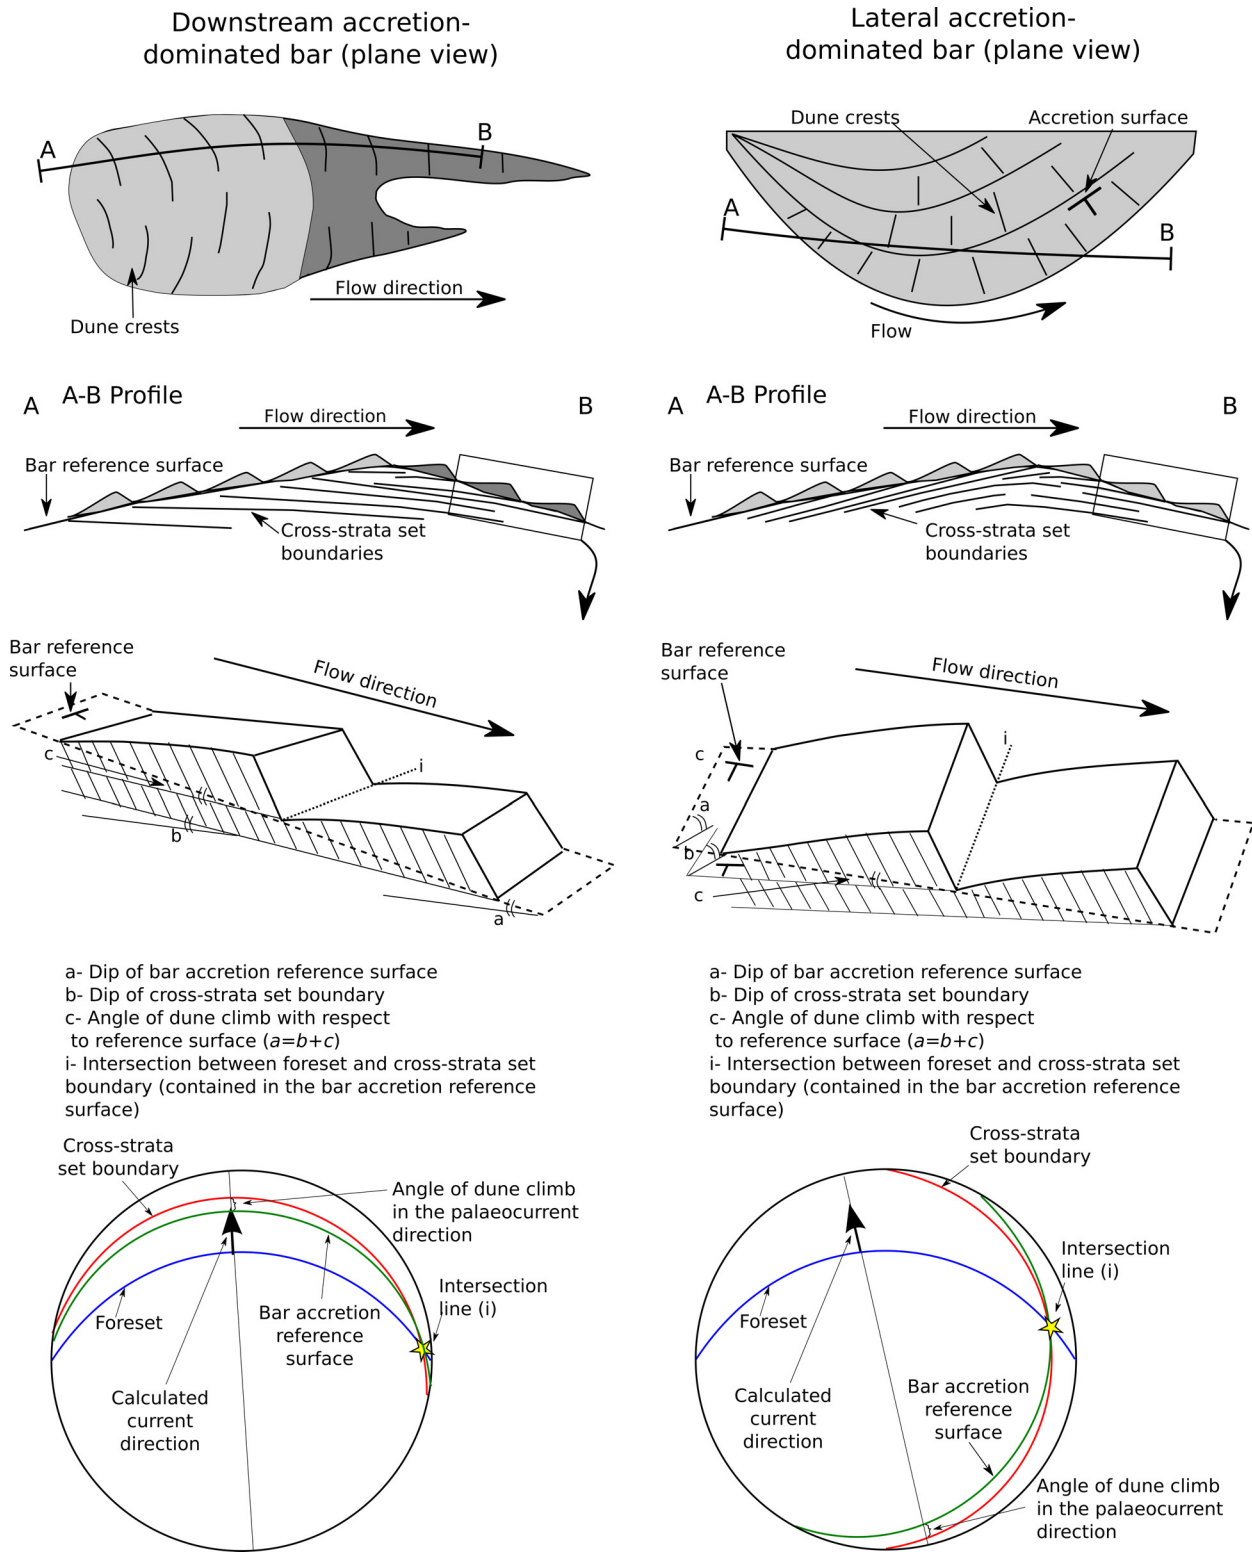 Downstream accretion-
dominated bar (plane view)
A
B
Flow direction
Dune crests
Lateral accretion-
dominated bar (plane view)
Dune crests
Accretion surface
A
B
Flow
A
A-B Profile
B
Flow direction
Bar reference surface
Cross-strata set
boundaries
A
A-B Profile
B
Flow direction
Bar reference surface
Cross-strata set
boundaries
Bar reference
surface
Flow direction
c
i
b
a
Bar reference
surface
Flow direction
c
i
a
b
c
a- Dip of bar accretion reference surface
b- Dip of cross-strata set boundary
c- Angle of dune climb with respect
to reference surface (a=b+c)
i- Intersection between foreset and cross-strata set
boundary (contained in the bar accretion reference
surface)
a- Dip of bar accretion reference surface
b- Dip of cross-strata set boundary
c- Angle of dune climb with respect
to reference surface (a=b+c)
i- Intersection between foreset and cross-strata set
boundary (contained in the bar accretion reference
surface)
Cross-strata
set boundary
Angle of dune climb
in the palaeocurrent
direction
Intersection
line (i)
Foreset
Bar accretion
reference
surface
Calculated
current
direction
Cross-strata
set boundary
Intersection
line (i)
Foreset
Calculated
current
direction
Bar accretion
reference
surface
Angle of dune climb
in the palaeocurrent
direction